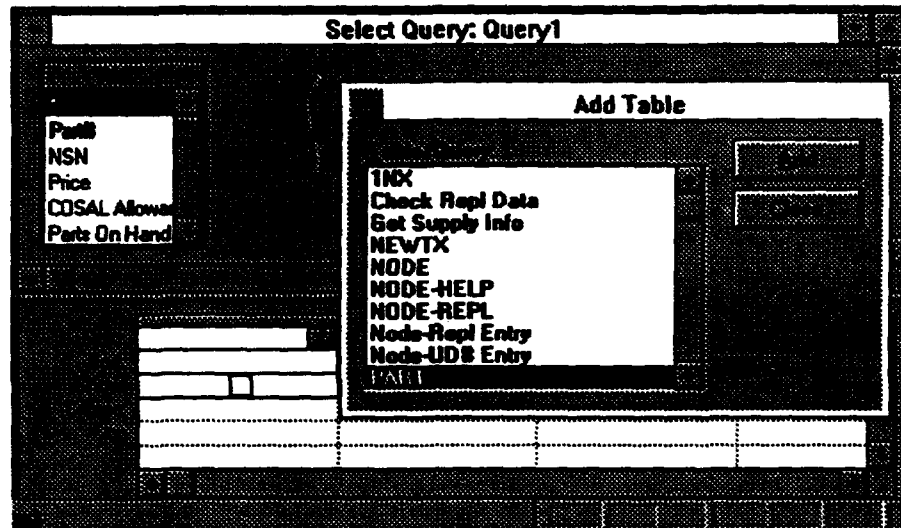 Select Query: Query1
Part#
NSN
Price
COSAL Allowa
Parts On Hand
Add Table
1NX
Check Repl Data
Get Supply Info
NEWTX
NODE
NODE-HELP
NODE-REPL
Node-Repl Entry
Node-UDS Entry
PART